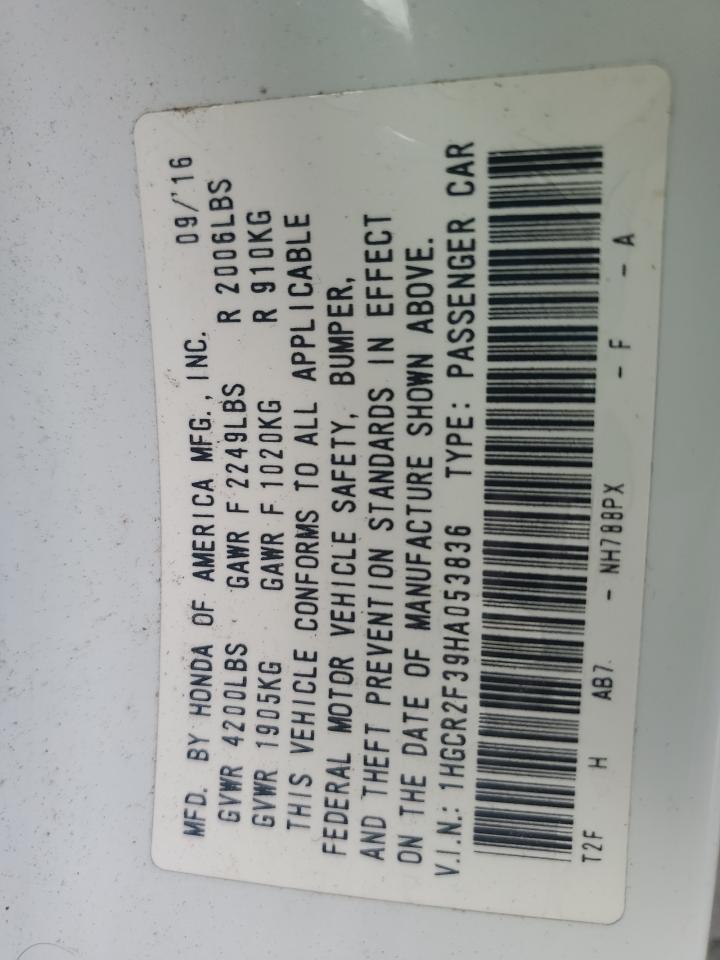 MFD. BY HONDA OF AMERICA MFG., INC. 09/'16
GVWR 4200LBS GAWR F 2249LBS R 2006LBS
GVWR 1905KG GAWR F 1020KG R 910KG
THIS VEHICLE CONFORMS TO ALL APPLICABLE
FEDERAL MOTOR VEHICLE SAFETY, BUMPER,
AND THEFT PREVENTION STANDARDS IN EFFECT
ON THE DATE OF MANUFACTURE SHOWN ABOVE.
V.I.N.: 1HGCR2F39HA053836 TYPE: PASSENGER CAR
T2F H AB7 - NH788PX - F - A